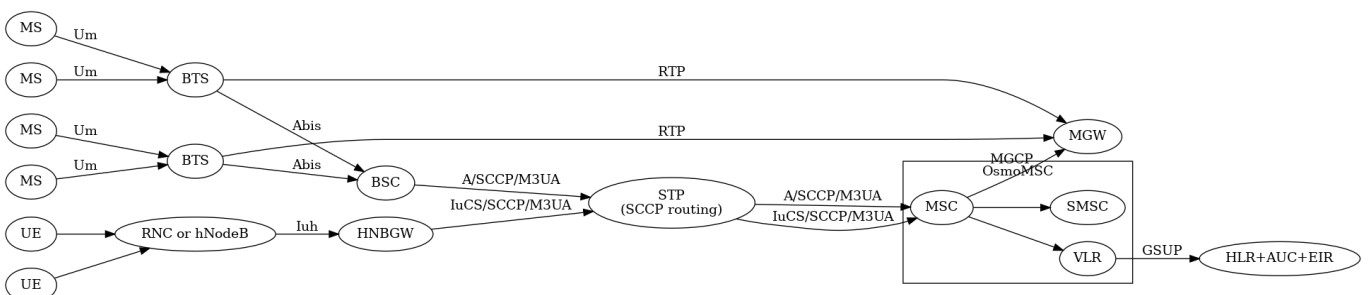 MS
Um
MS
Um
BTS
RTP
MS
Um
Abis
RTP
MGW
MS
Um
BTS
Abis
BSC
A/SCCP/M3UA
STP
(SCCP routing)
A/SCCP/M3UA
MGCP
OsmoMSC
MSC
SMSC
IuCS/SCCP/M3UA
IuCS/SCCP/M3UA
UE
RNC or hNodeB
Iuh
HNBGW
VLR
GSUP
HLR+AUC+EIR
UE